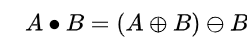 A • B = (A ⊕ B) ⊖ B